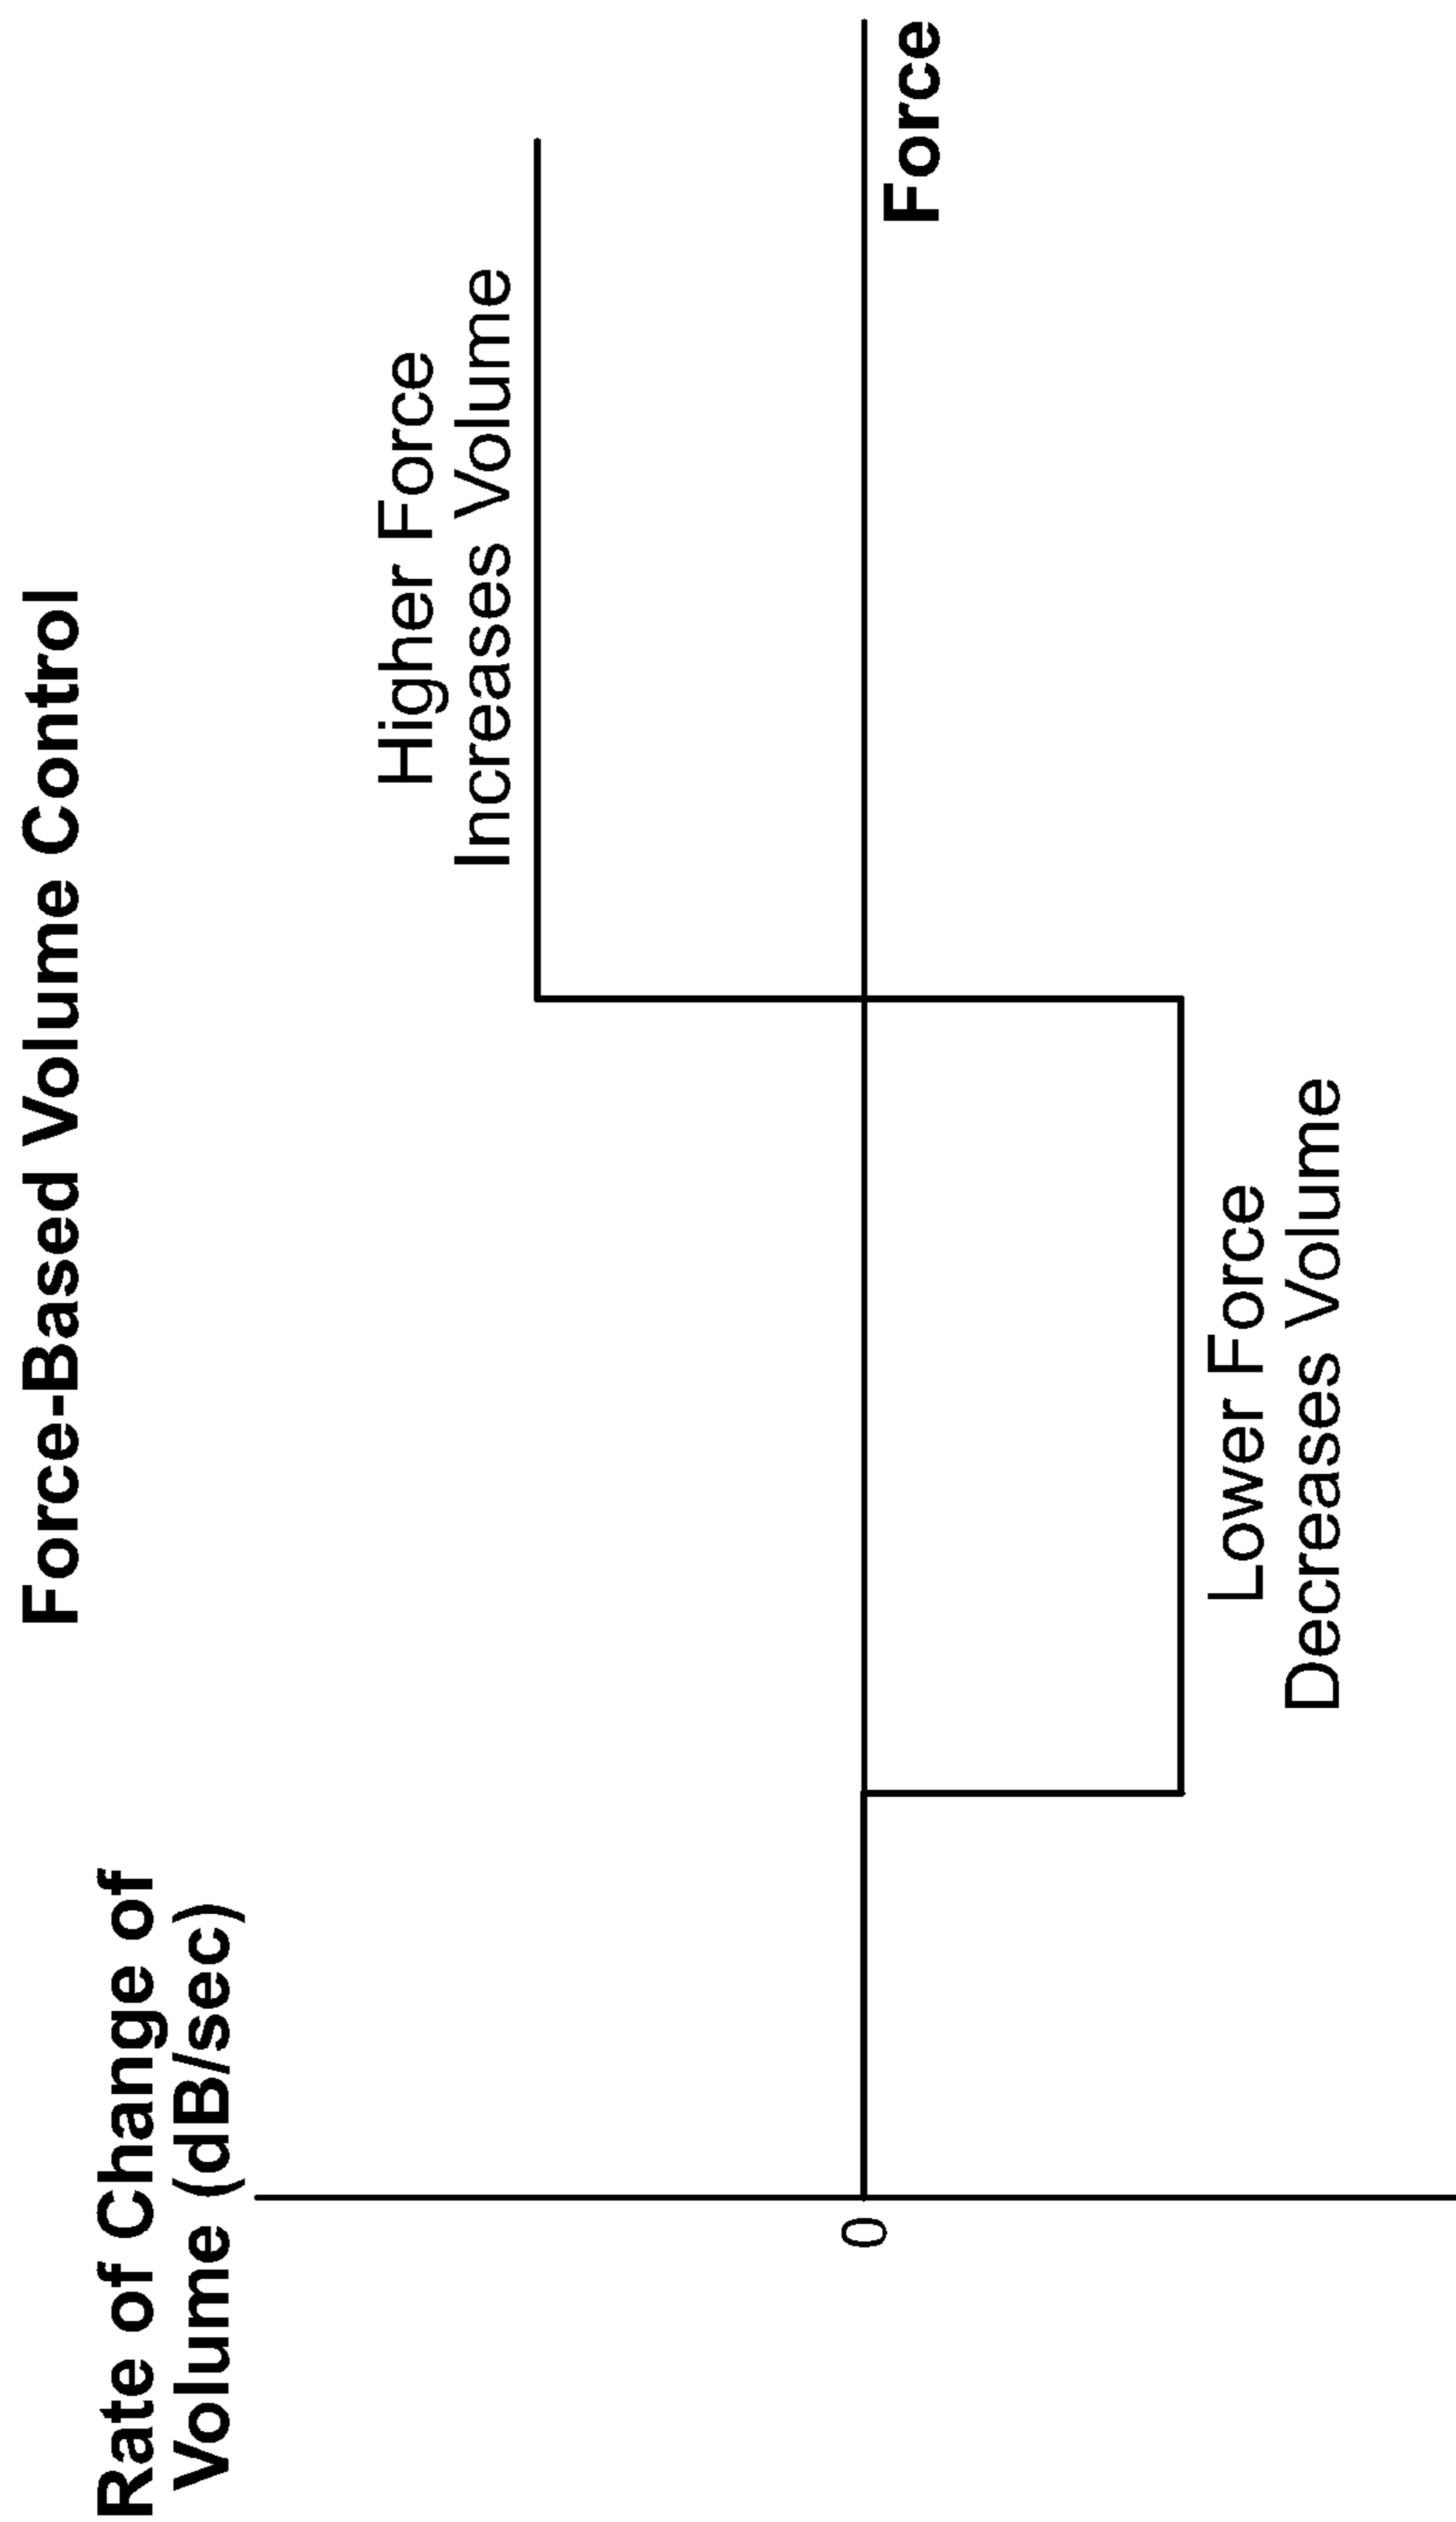 Force-Based Volume Control
Rate of Change of
Volume (dB/sec)
Higher Force
Increases Volume
0
Force
Lower Force
Decreases Volume